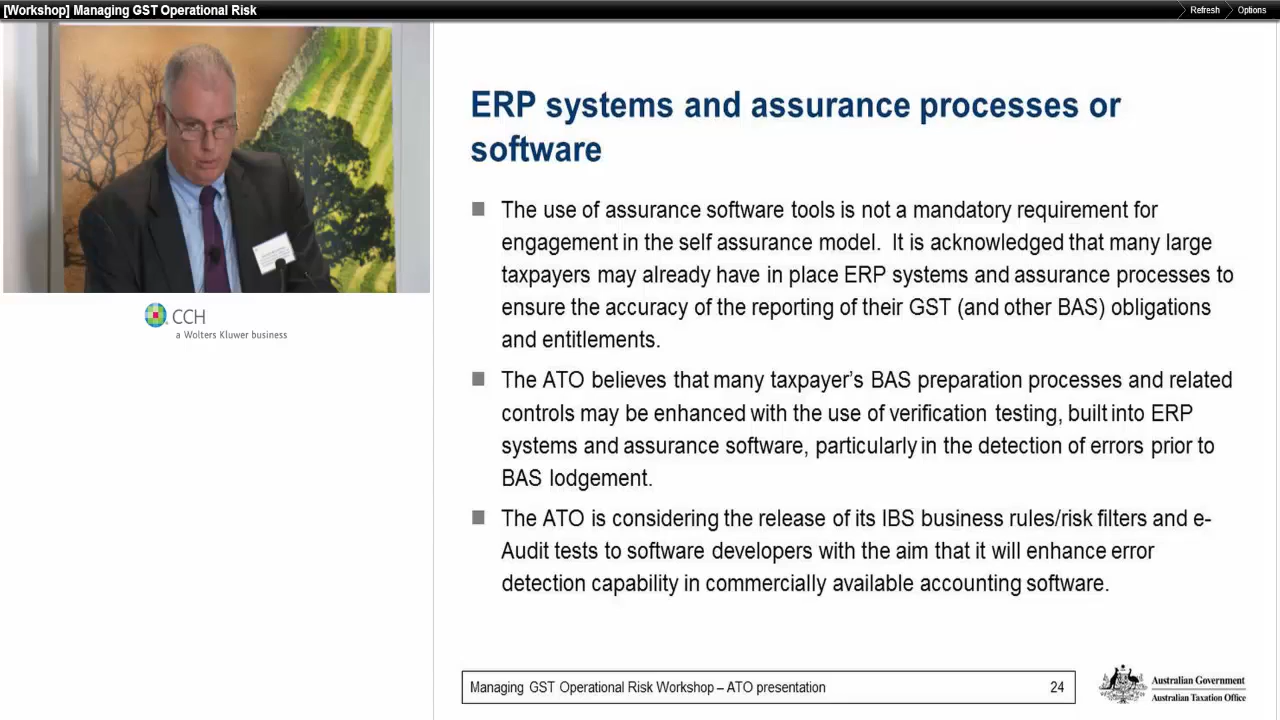 [Workshop] Managing GST Operational Risk
Refresh
Options
CCH
a Wolters Kluwer business
ERP systems and assurance processes or
software
The use of assurance software tools is not a mandatory requirement for
engagement in the self assurance model. It is acknowledged that many large
taxpayers may already have in place ERP systems and assurance processes to
ensure the accuracy of the reporting of their GST (and other BAS) obligations
and entitlements.
The ATO believes that many taxpayer's BAS preparation processes and related
controls may be enhanced with the use of verification testing, built into ERP
systems and assurance software, particularly in the detection of errors prior to
BAS lodgement.
The ATO is considering the release of its IBS business rules/risk filters and e-
Audit tests to software developers with the aim that it will enhance error
detection capability in commercially available accounting software.
Managing GST Operational Risk Workshop – ATO presentation 24
Australian Government
Australian Taxation Office